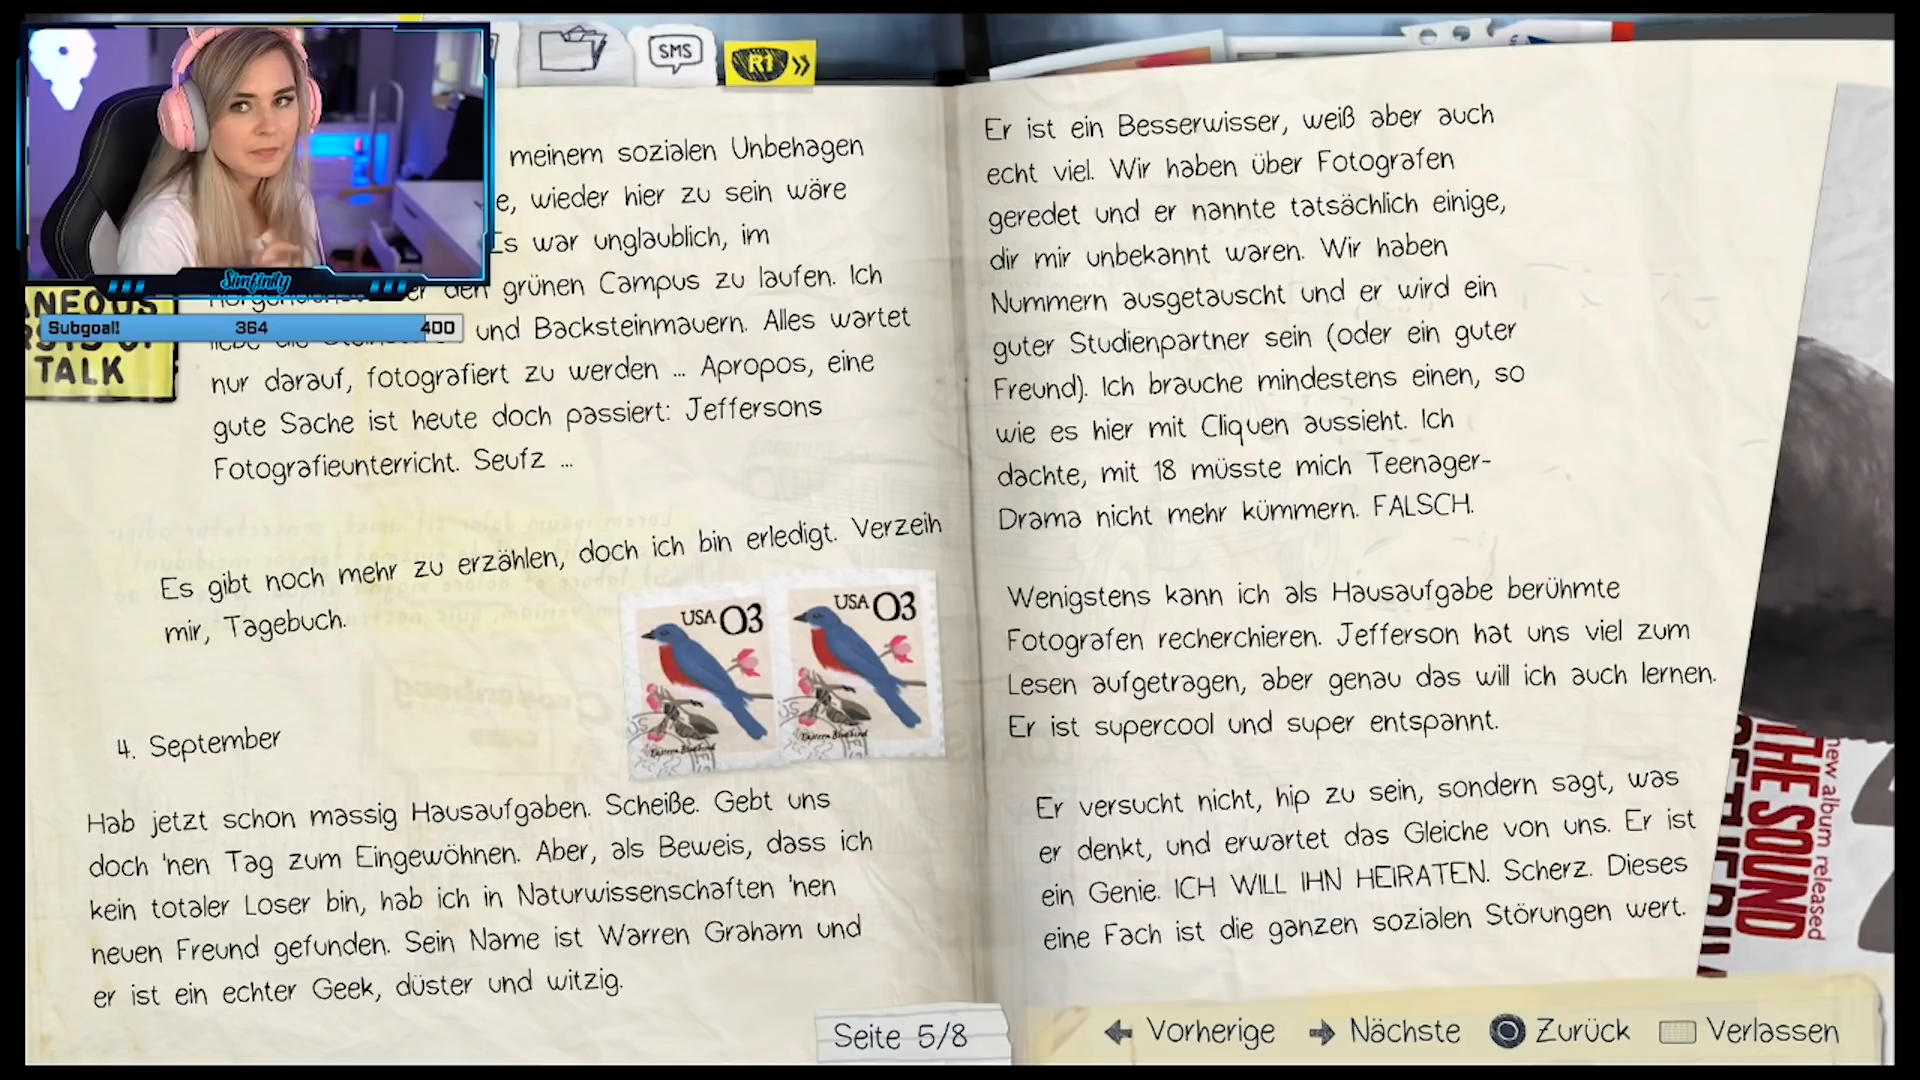 SMS
R1
Simfinity
Subgoal! 364 400
ANEOUS
TALK
meinem sozialen Unbehagen
e, wieder hier zu sein wäre
Es war unglaublich, im
er den grünen Campus zu laufen. Ich
liebe die und Backsteinmauern. Alles wartet
nur darauf, fotografiert zu werden ... Apropos, eine
gute Sache ist heute doch passiert: Jeffersons
Fotografieunterricht. Seufz ...
Es gibt noch mehr zu erzählen, doch ich bin erledigt. Verzeih
mir, Tagebuch.
USA 03
USA 03
Eastern Bluebird
Eastern Bluebird
4. September
Hab jetzt schon massig Hausaufgaben. Scheiße. Gebt uns
doch 'nen Tag zum Eingewöhnen. Aber, als Beweis, dass ich
kein totaler Loser bin, hab ich in Naturwissenschaften 'nen
neuen Freund gefunden. Sein Name ist Warren Graham und
er ist ein echter Geek, düster und witzig.
Er ist ein Besserwisser, weiß aber auch
echt viel. Wir haben über Fotografen
geredet und er nannte tatsächlich einige,
dir mir unbekannt waren. Wir haben
Nummern ausgetauscht und er wird ein
guter Studienpartner sein (oder ein guter
Freund). Ich brauche mindestens einen, so
wie es hier mit Cliquen aussieht. Ich
dachte, mit 18 müsste mich Teenager-
Drama nicht mehr kümmern. FALSCH.
Wenigstens kann ich als Hausaufgabe berühmte
Fotografen recherchieren. Jefferson hat uns viel zum
Lesen aufgetragen, aber genau das will ich auch lernen.
Er ist supercool und super entspannt.
Er versucht nicht, hip zu sein, sondern sagt, was
er denkt, und erwartet das Gleiche von uns. Er ist
ein Genie. ICH WILL IHN HEIRATEN. Scherz. Dieses
eine Fach ist die ganzen sozialen Störungen wert.
new album released
THE SOUND
Seite 5/8
Vorherige
Nächste
Zurück
Verlassen